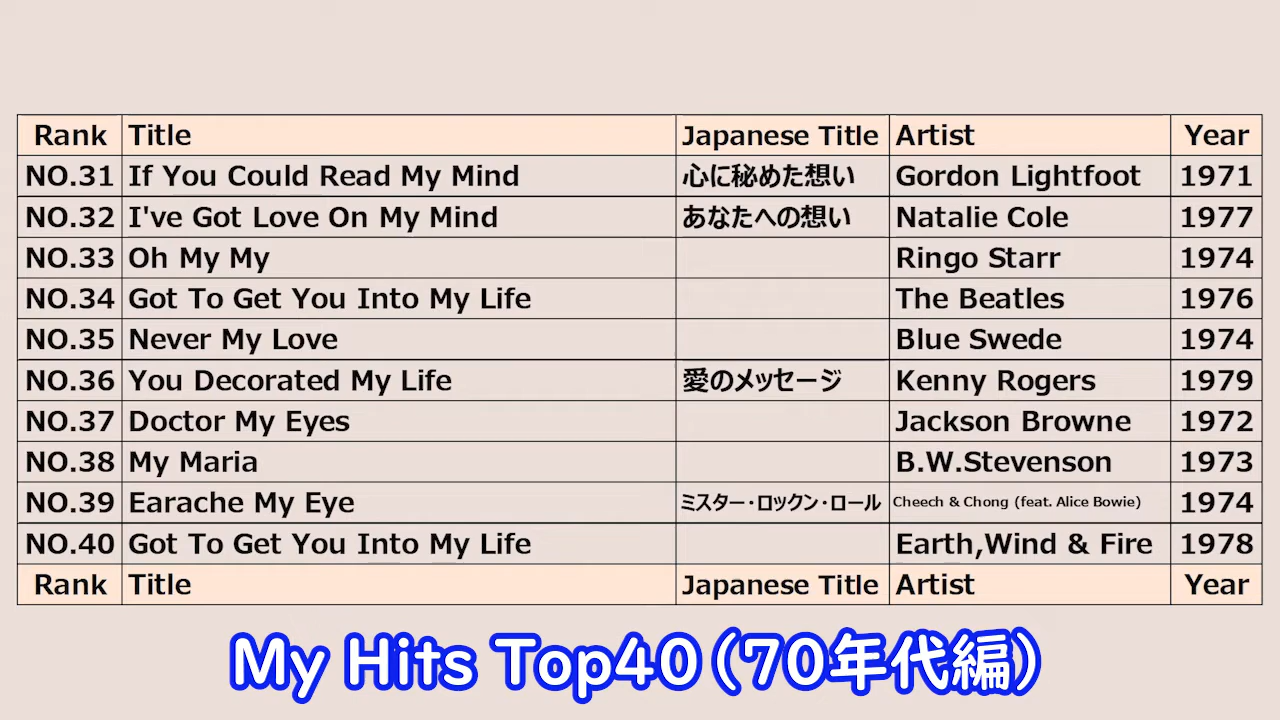 Rank Title Japanese Title Artist Year
NO.31 If You Could Read My Mind 心に秘めた想い Gordon Lightfoot 1971
NO.32 I've Got Love On My Mind あなたへの想い Natalie Cole 1977
NO.33 Oh My My Ringo Starr 1974
NO.34 Got To Get You Into My Life The Beatles 1976
NO.35 Never My Love Blue Swede 1974
NO.36 You Decorated My Life 愛のメッセージ Kenny Rogers 1979
NO.37 Doctor My Eyes Jackson Browne 1972
NO.38 My Maria B.W.Stevenson 1973
NO.39 Earache My Eye ミスター・ロックン・ロール Cheech & Chong (feat. Alice Bowie) 1974
NO.40 Got To Get You Into My Life Earth,Wind & Fire 1978
Rank Title Japanese Title Artist Year
My Hits Top40（70年代編）